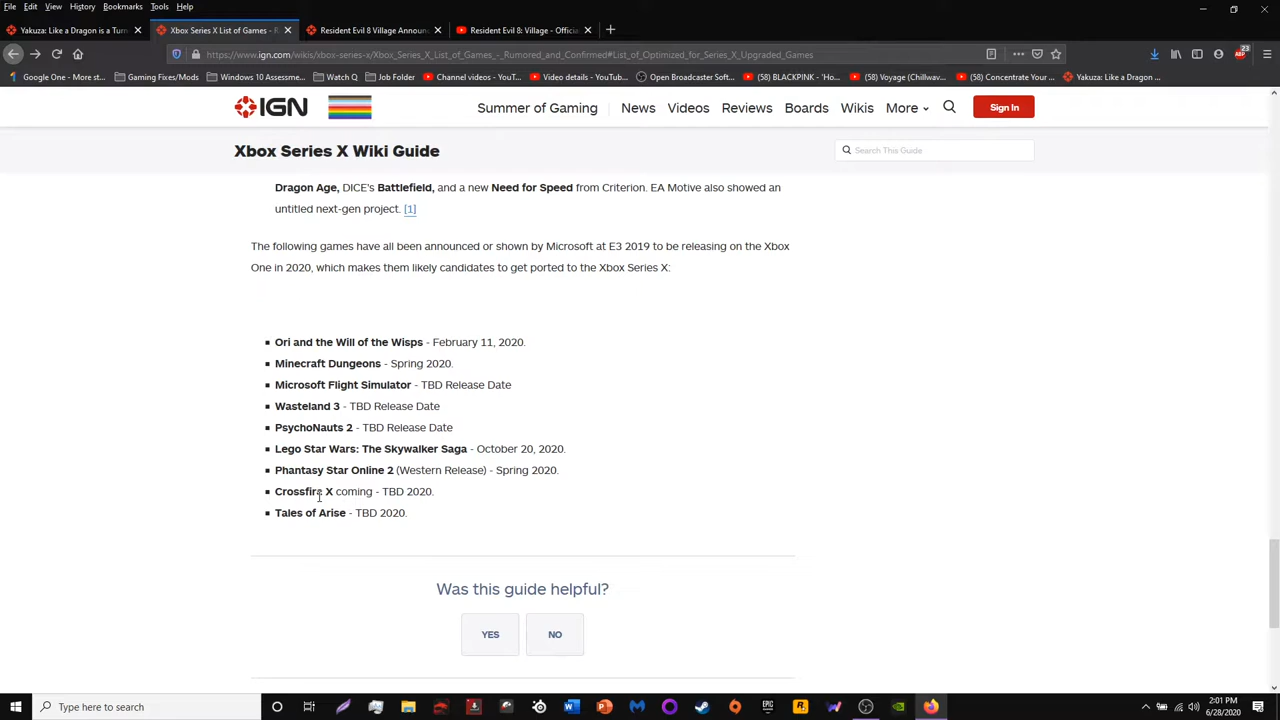 File Edit View History Bookmarks Tools Help
Yakuza: Like a Dragon is a Turn
Xbox Series X List of Games - R
Resident Evil 8 Village Announc
Resident Evil 8: Village - Officia
https://www.ign.com/wikis/xbox-series-x/Xbox_Series_X_List_of_Games_-_Rumored_and_Confirmed#List_of_Optimized_for_Series_X_Upgraded_Games
23
Google One - More st...
Gaming Fixes/Mods
Windows 10 Assessme...
Watch Q
Job Folder
Channel videos - YouT...
Video details - YouTu...
Open Broadcaster Soft...
(58) BLACKPINK - 'Ho...
(58) Voyage (Chillwav...
(58) Concentrate Your ...
Yakuza: Like a Dragon ...
IGN
Summer of Gaming
News Videos Reviews Boards Wikis More
Sign In
Xbox Series X Wiki Guide
Search This Guide
Dragon Age, DICE's Battlefield, and a new Need for Speed from Criterion. EA Motive also showed an
untitled next-gen project. [1]
The following games have all been announced or shown by Microsoft at E3 2019 to be releasing on the Xbox
One in 2020, which makes them likely candidates to get ported to the Xbox Series X:
Ori and the Will of the Wisps - February 11, 2020.
Minecraft Dungeons - Spring 2020.
Microsoft Flight Simulator - TBD Release Date
Wasteland 3 - TBD Release Date
PsychoNauts 2 - TBD Release Date
Lego Star Wars: The Skywalker Saga - October 20, 2020.
Phantasy Star Online 2 (Western Release) - Spring 2020.
Crossfire X coming - TBD 2020.
Tales of Arise - TBD 2020.
Was this guide helpful?
YES
NO
Type here to search
2:01 PM
6/28/2020